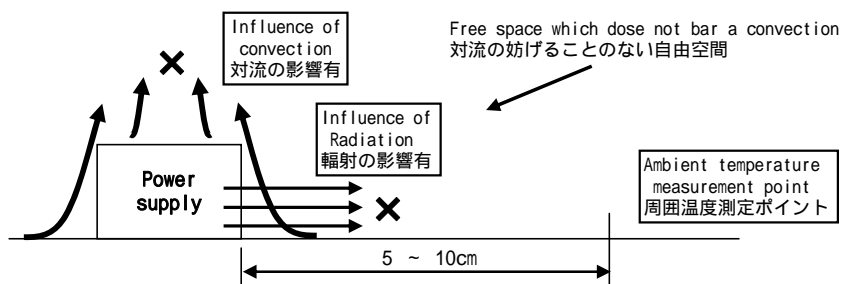 Influence of
convection
対流の影響有
Free space which dose not bar a convection
対流の妨げることのない自由空間
Influence of
Radiation
輻射の影響有
Power
supply
Ambient temperature
measurement point
周囲温度測定ポイント
5 ~ 10cm